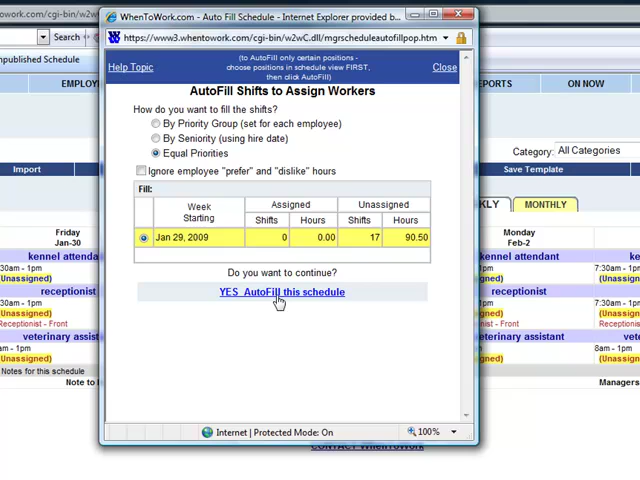 WhenToWork.com - Auto Fill Schedule - Internet Explorer provided b...
https://www3.whentowork.com/cgi-bin/w2wC.dll/mgrscheduleautofillpop.htm
Search
npublished Schedule
EMPLOY
Import
Friday
Jan-30
kennel attendant
:30am - 1pm
Unassigned)
receptionist
:30am - 1pm
Unassigned)
Receptionist - Front
veterinary assistant
am - 1pm
Unassigned)
Notes for this schedule
Note to
Help Topic
(to AutoFill only certain positions -
choose positions in schedule view FIRST,
then click AutoFill)
Close
AutoFill Shifts to Assign Workers
How do you want to fill the shifts?
By Priority Group (set for each employee)
By Seniority (using hire date)
Equal Priorities
Ignore employee "prefer" and "dislike" hours
Fill:
Week Starting Assigned Unassigned
Shifts Hours Shifts Hours
Jan 29, 2009 0 0.00 17 90.50
Do you want to continue?
YES AutoFill this schedule
Internet | Protected Mode: On
100%
CONTACT WhenToWork
EPORTS ON NOW
Category: All Categories
Save Template
KLY MONTHLY
Monday
Feb-2
kennel attendant
7:30am - 1pm
(Unassigned)
receptionist
7:30am - 1pm
(Unassigned)
Receptionist - Front
veterinary assistant
8am - 1pm
(Unassigned)
Managers